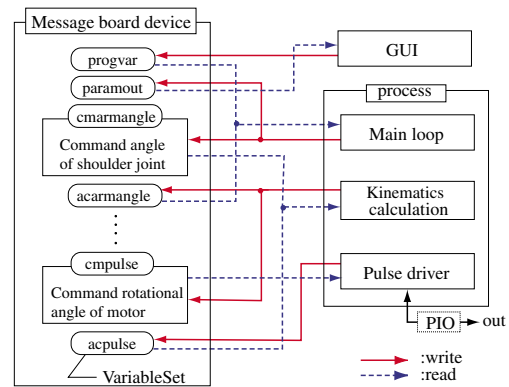 Message board device
progvar
paramout
cmarmangle
Command angle
of shoulder joint
acarmangle
cmpulse
Command rotational
angle of motor
acpulse
VariableSet
GUI
process
Main loop
Kinematics
calculation
Pulse driver
PIO
out
:write
:read